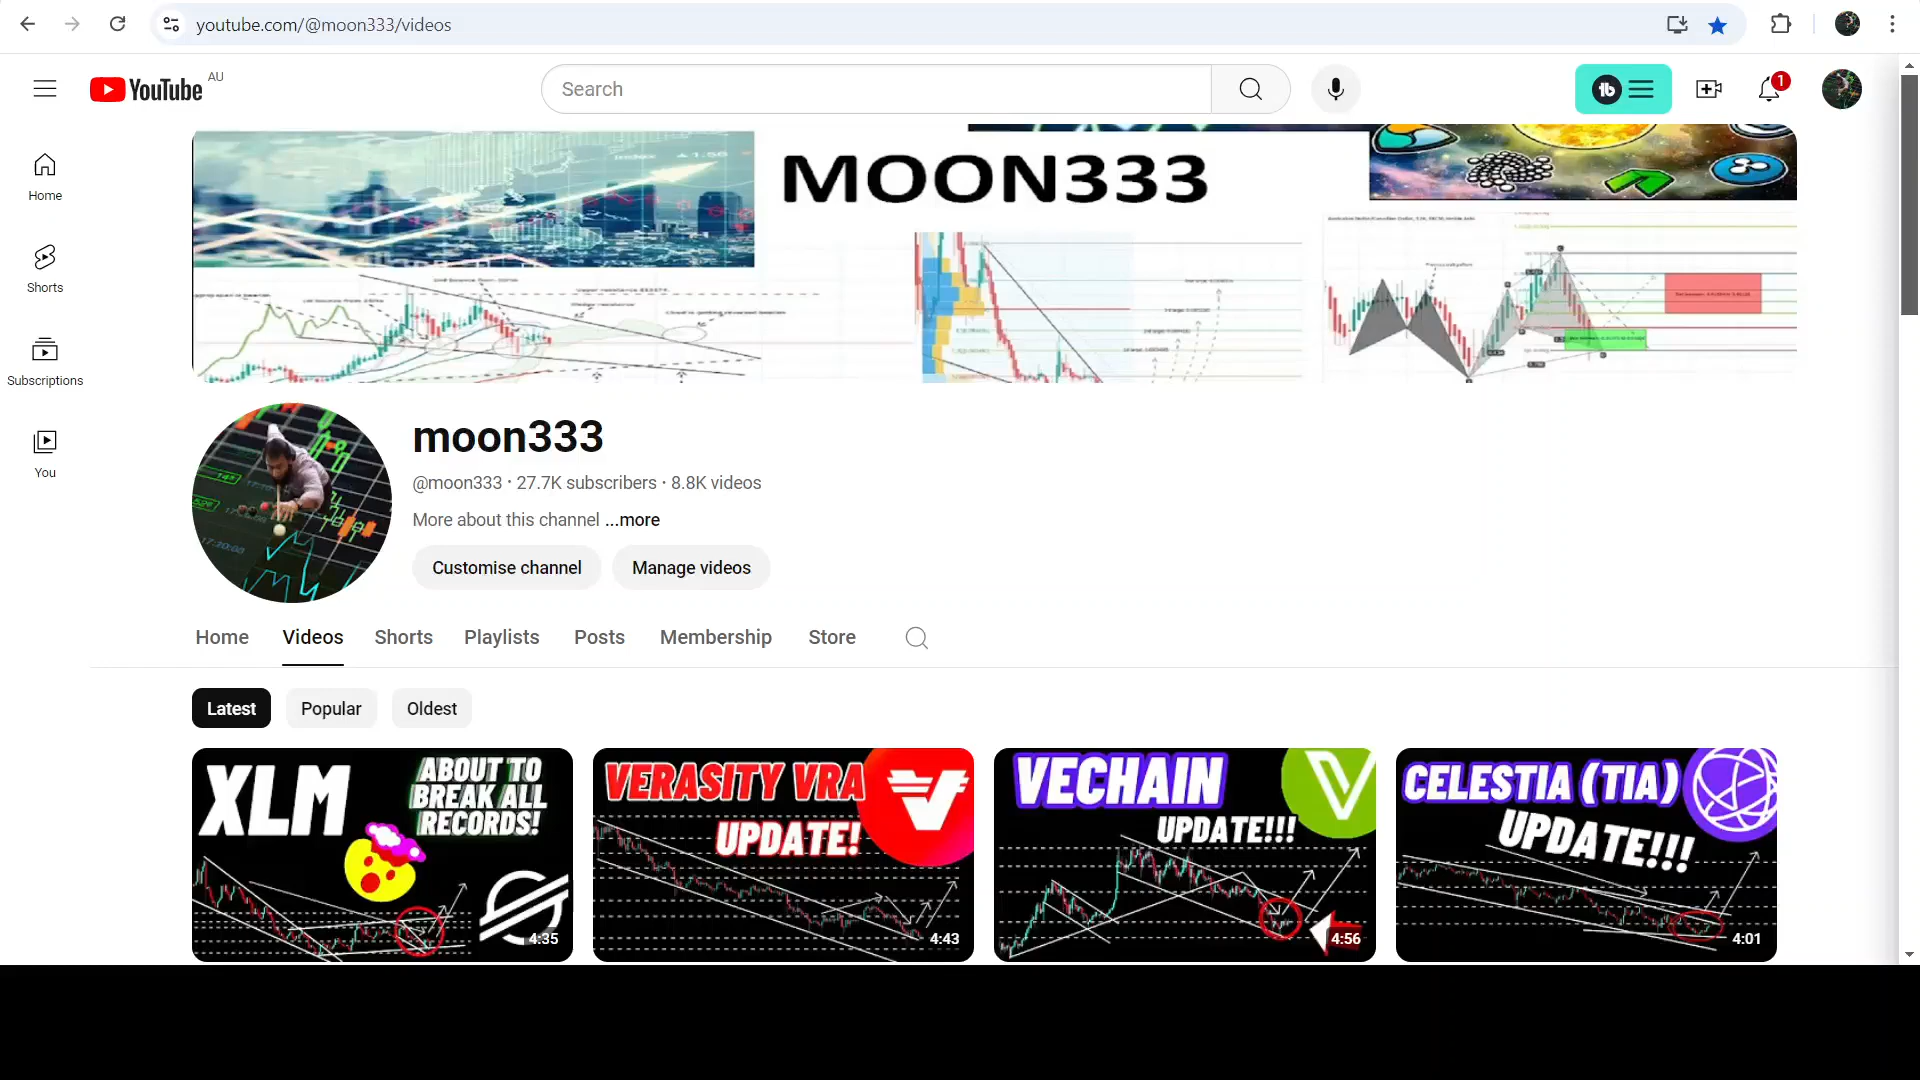 youtube.com/@moon333/videos
YouTube AU
Search
1
Home
Shorts
Subscriptions
You
MOON333
moon333
@moon333 · 27.7K subscribers · 8.8K videos
More about this channel ...more
Customise channel
Manage videos
Home Videos Shorts Playlists Posts Membership Store
Latest Popular Oldest
XLM
ABOUT TO
BREAK ALL
RECORDS!
4:35
VERASITY VRA
UPDATE!
4:43
VECHAIN
UPDATE!!!
4:56
CELESTIA (TIA)
UPDATE!!!
4:01